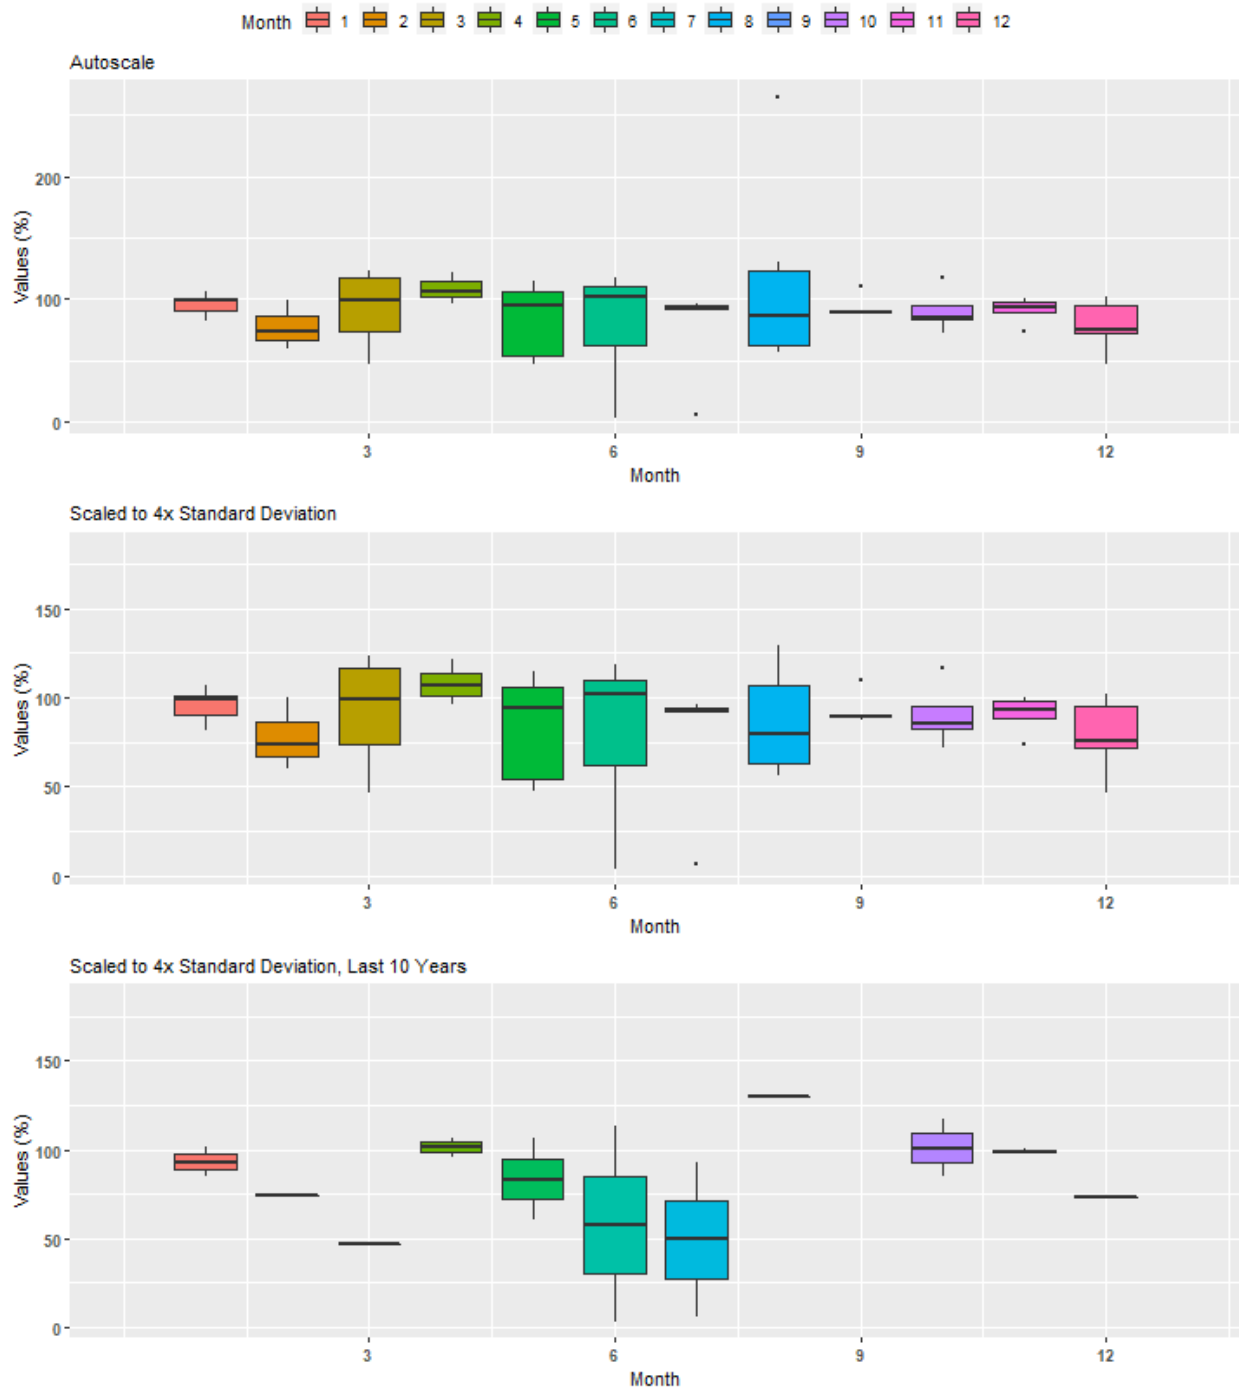 Month 1 2 3 4 5 6 7 8 9 10 11 12
Autoscale
Values (%)
200
100
0
3 6 9 12
Month
Scaled to 4x Standard Deviation
Values (%)
150
100
50
0
3 6 9 12
Month
Scaled to 4x Standard Deviation, Last 10 Years
Values (%)
150
100
50
0
3 6 9 12
Month